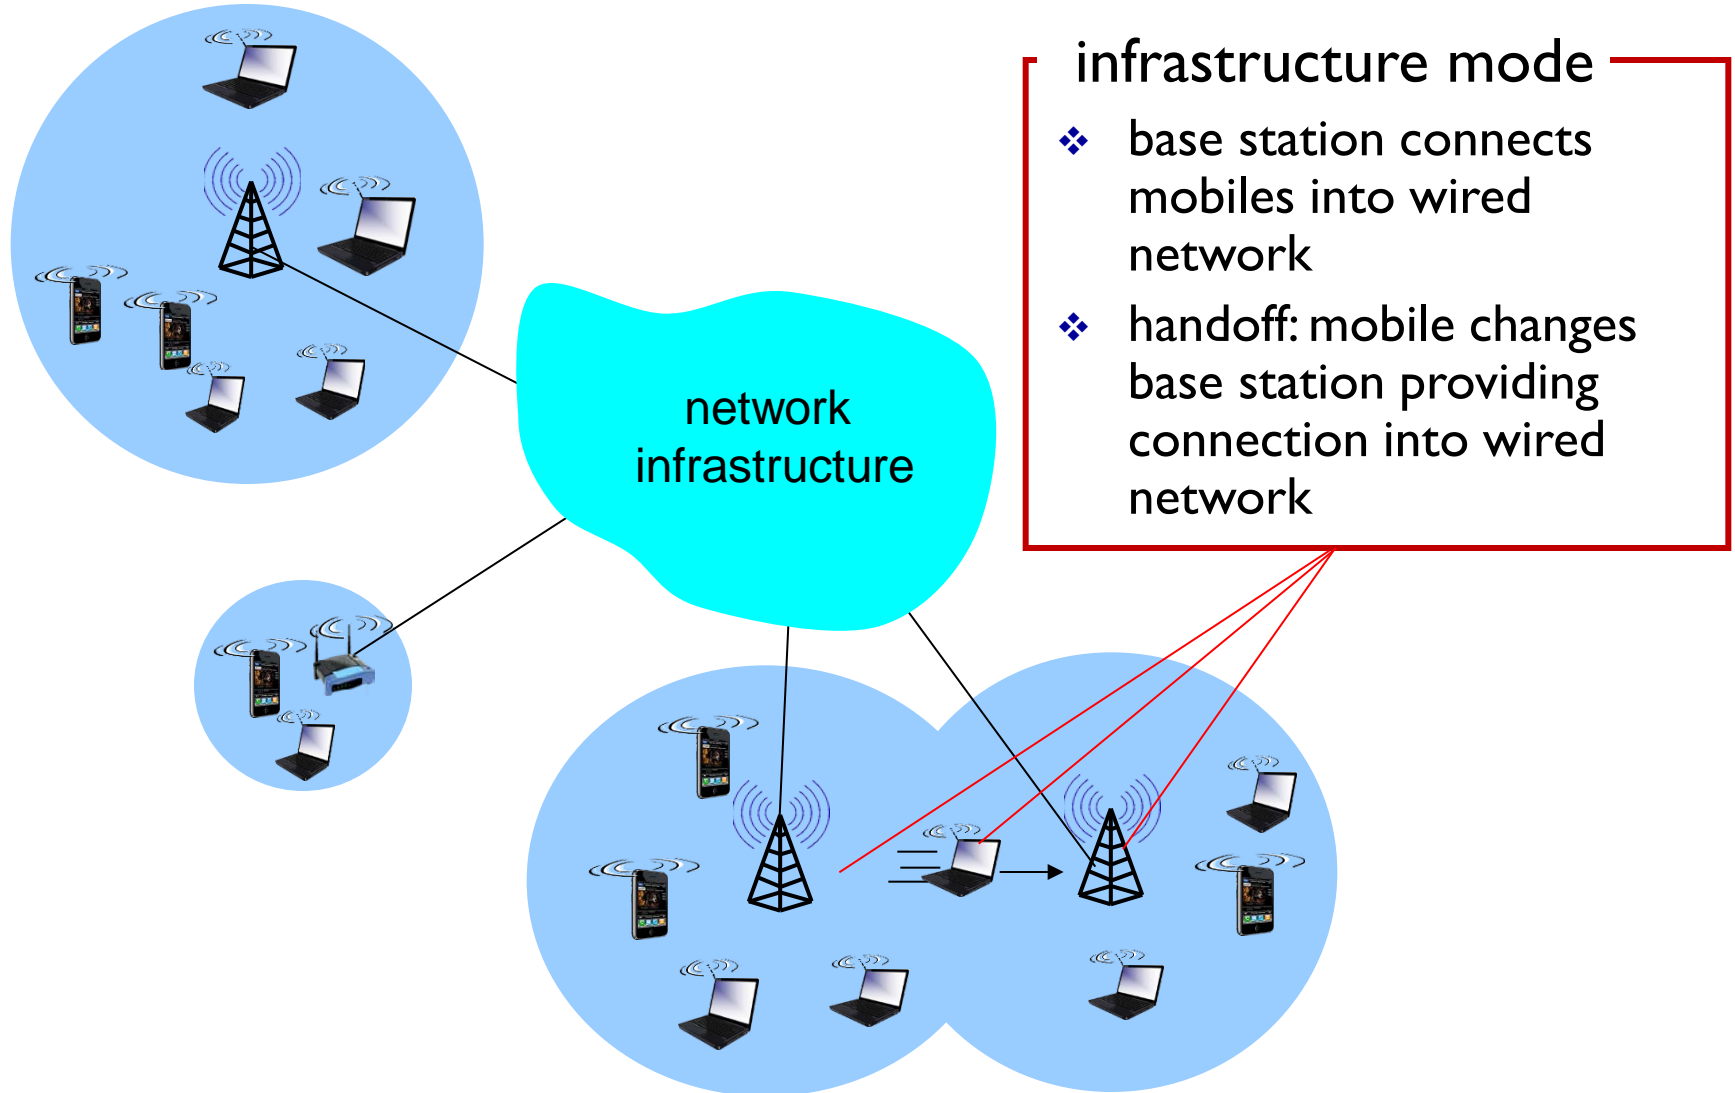 infrastructure mode
base station connects
mobiles into wired
network
handoff: mobile changes
base station providing
connection into wired
network
network
infrastructure